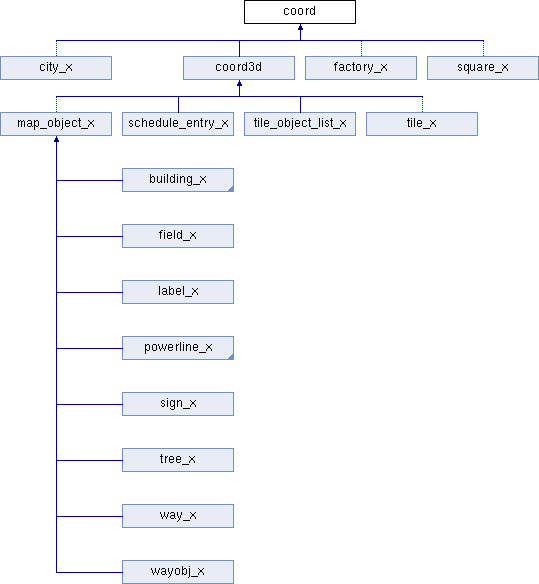 coord
city_x
coord3d
factory_x
square_x
map_object_x
schedule_entry_x
tile_object_list_x
tile_x
building_x
field_x
label_x
powerline_x
sign_x
tree_x
way_x
wayobj_x